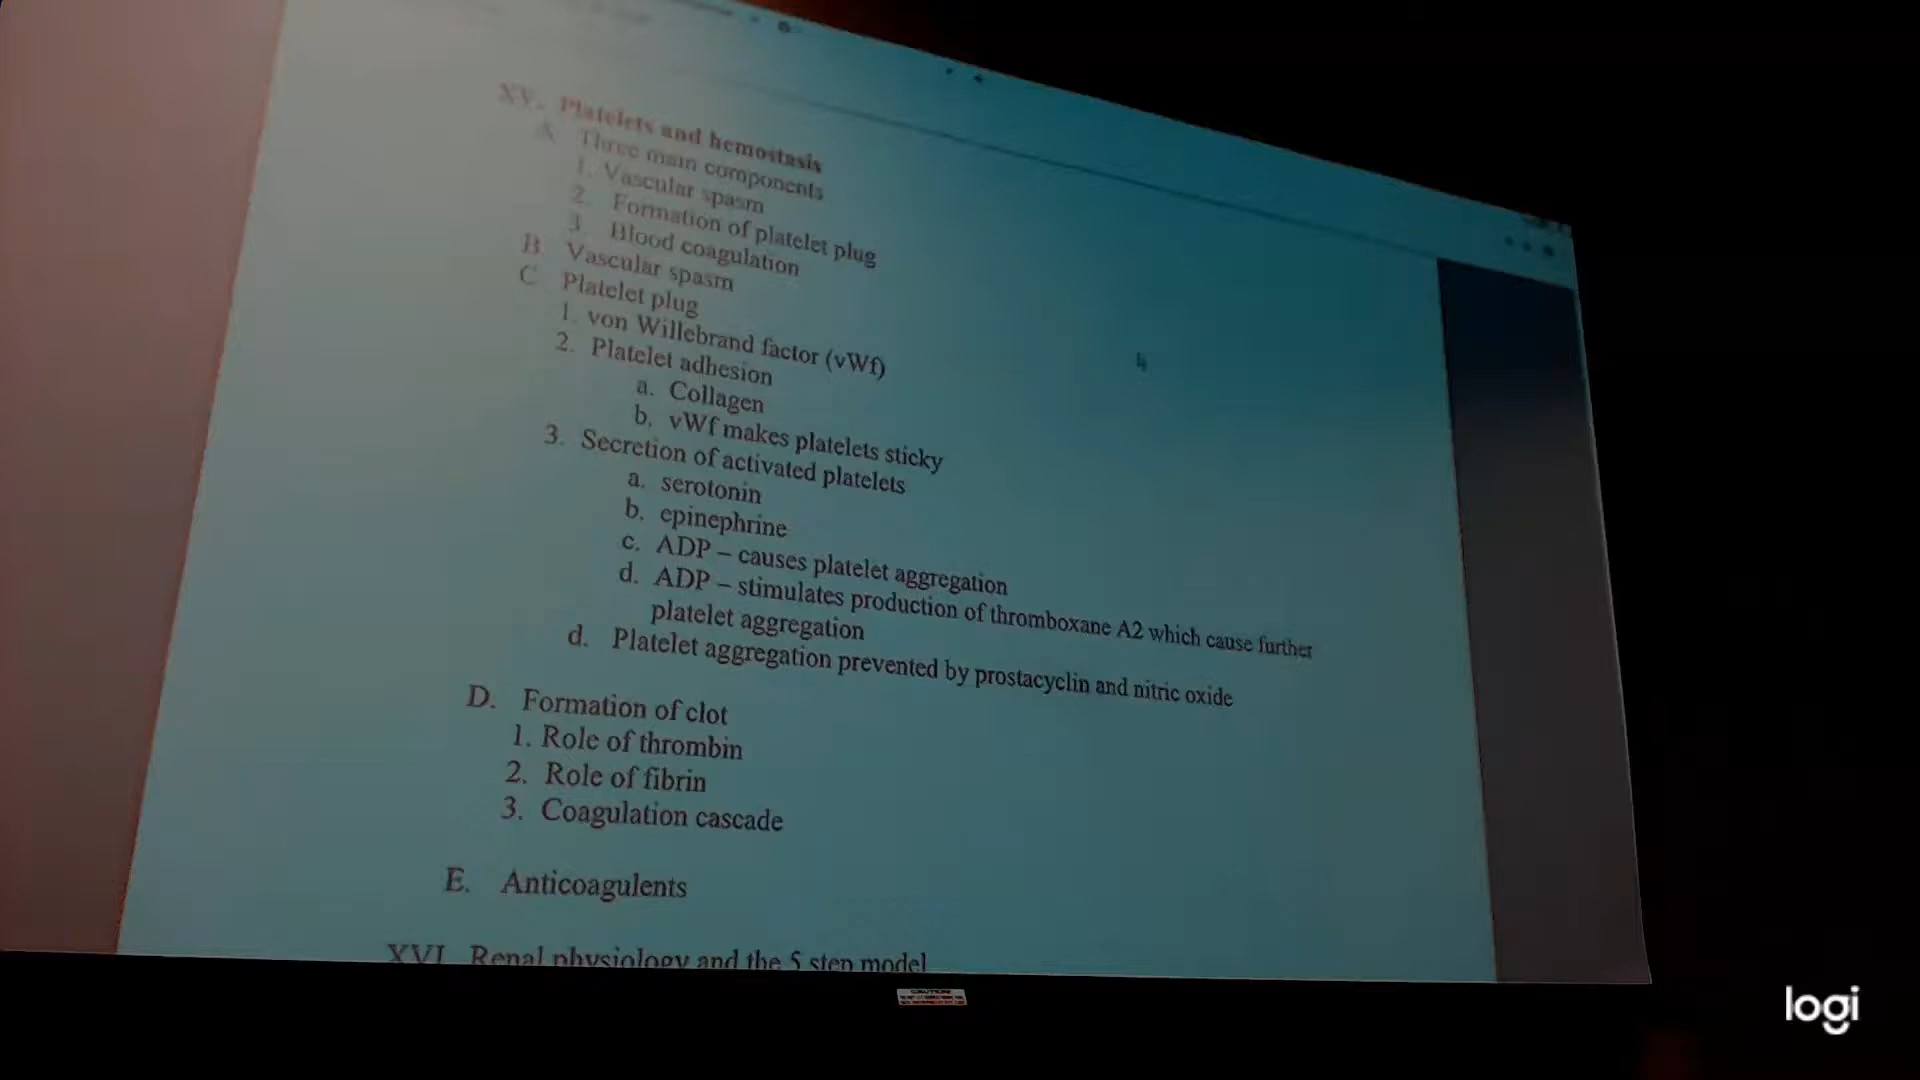 XV. Platelets and hemostasis
A Three main components
1. Vascular spasm
2. Formation of platelet plug
3. Blood coagulation
B Vascular spasm
C Platelet plug
1. von Willebrand factor (vWf)
2. Platelet adhesion
a. Collagen
b. vWf makes platelets sticky
3. Secretion of activated platelets
a. serotonin
b. epinephrine
c. ADP – causes platelet aggregation
d. ADP – stimulates production of thromboxane A2 which cause further
platelet aggregation
d. Platelet aggregation prevented by prostacyclin and nitric oxide
D. Formation of clot
1. Role of thrombin
2. Role of fibrin
3. Coagulation cascade
E. Anticoagulents
XVI Renal physiology and the 5 step model
logi